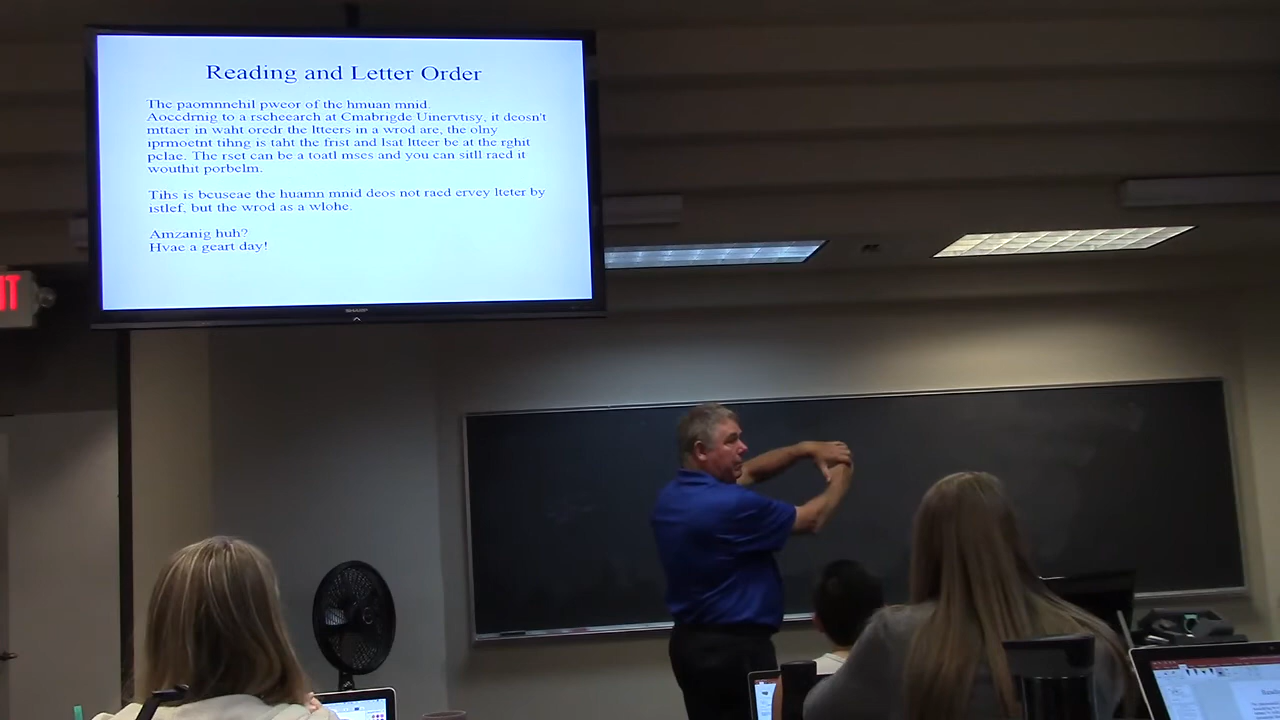 Reading and Letter Order
The paomnnehil pweor of the hmuan mnid.
Aoccdrnig to a rscheearch at Cmabrigde Uinervtisy, it deosn't
mttaer in waht oredr the ltteers in a wrod are, the olny
iprmoetnt tihng is taht the frist and lsat ltteer be at the rghit
pclae. The rset can be a toatl mses and you can sitll raed it
wouthit porbelm.
Tihs is bcuseae the huamn mnid deos not raed ervey lteter by
istlef, but the wrod as a wlohe.
Amzanig huh?
Hvae a geart day!
SHARP
IT